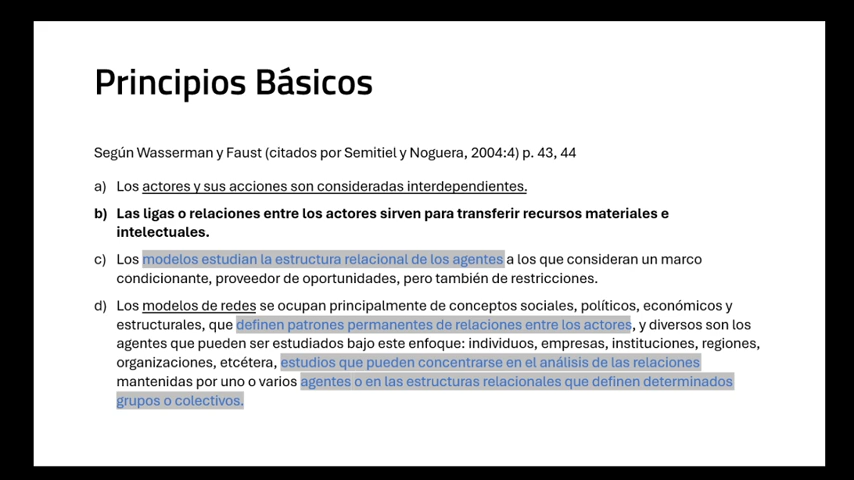 Principios Básicos
Según Wasserman y Faust (citados por Semitiel y Noguera, 2004:4) p. 43, 44
a) Los actores y sus acciones son consideradas interdependientes.
b) Las ligas o relaciones entre los actores sirven para transferir recursos materiales e
intelectuales.
c) Los modelos estudian la estructura relacional de los agentes a los que consideran un marco
condicionante, proveedor de oportunidades, pero también de restricciones.
d) Los modelos de redes se ocupan principalmente de conceptos sociales, políticos, económicos y
estructurales, que definen patrones permanentes de relaciones entre los actores, y diversos son los
agentes que pueden ser estudiados bajo este enfoque: individuos, empresas, instituciones, regiones,
organizaciones, etcétera, estudios que pueden concentrarse en el análisis de las relaciones
mantenidas por uno o varios agentes o en las estructuras relacionales que definen determinados
grupos o colectivos.